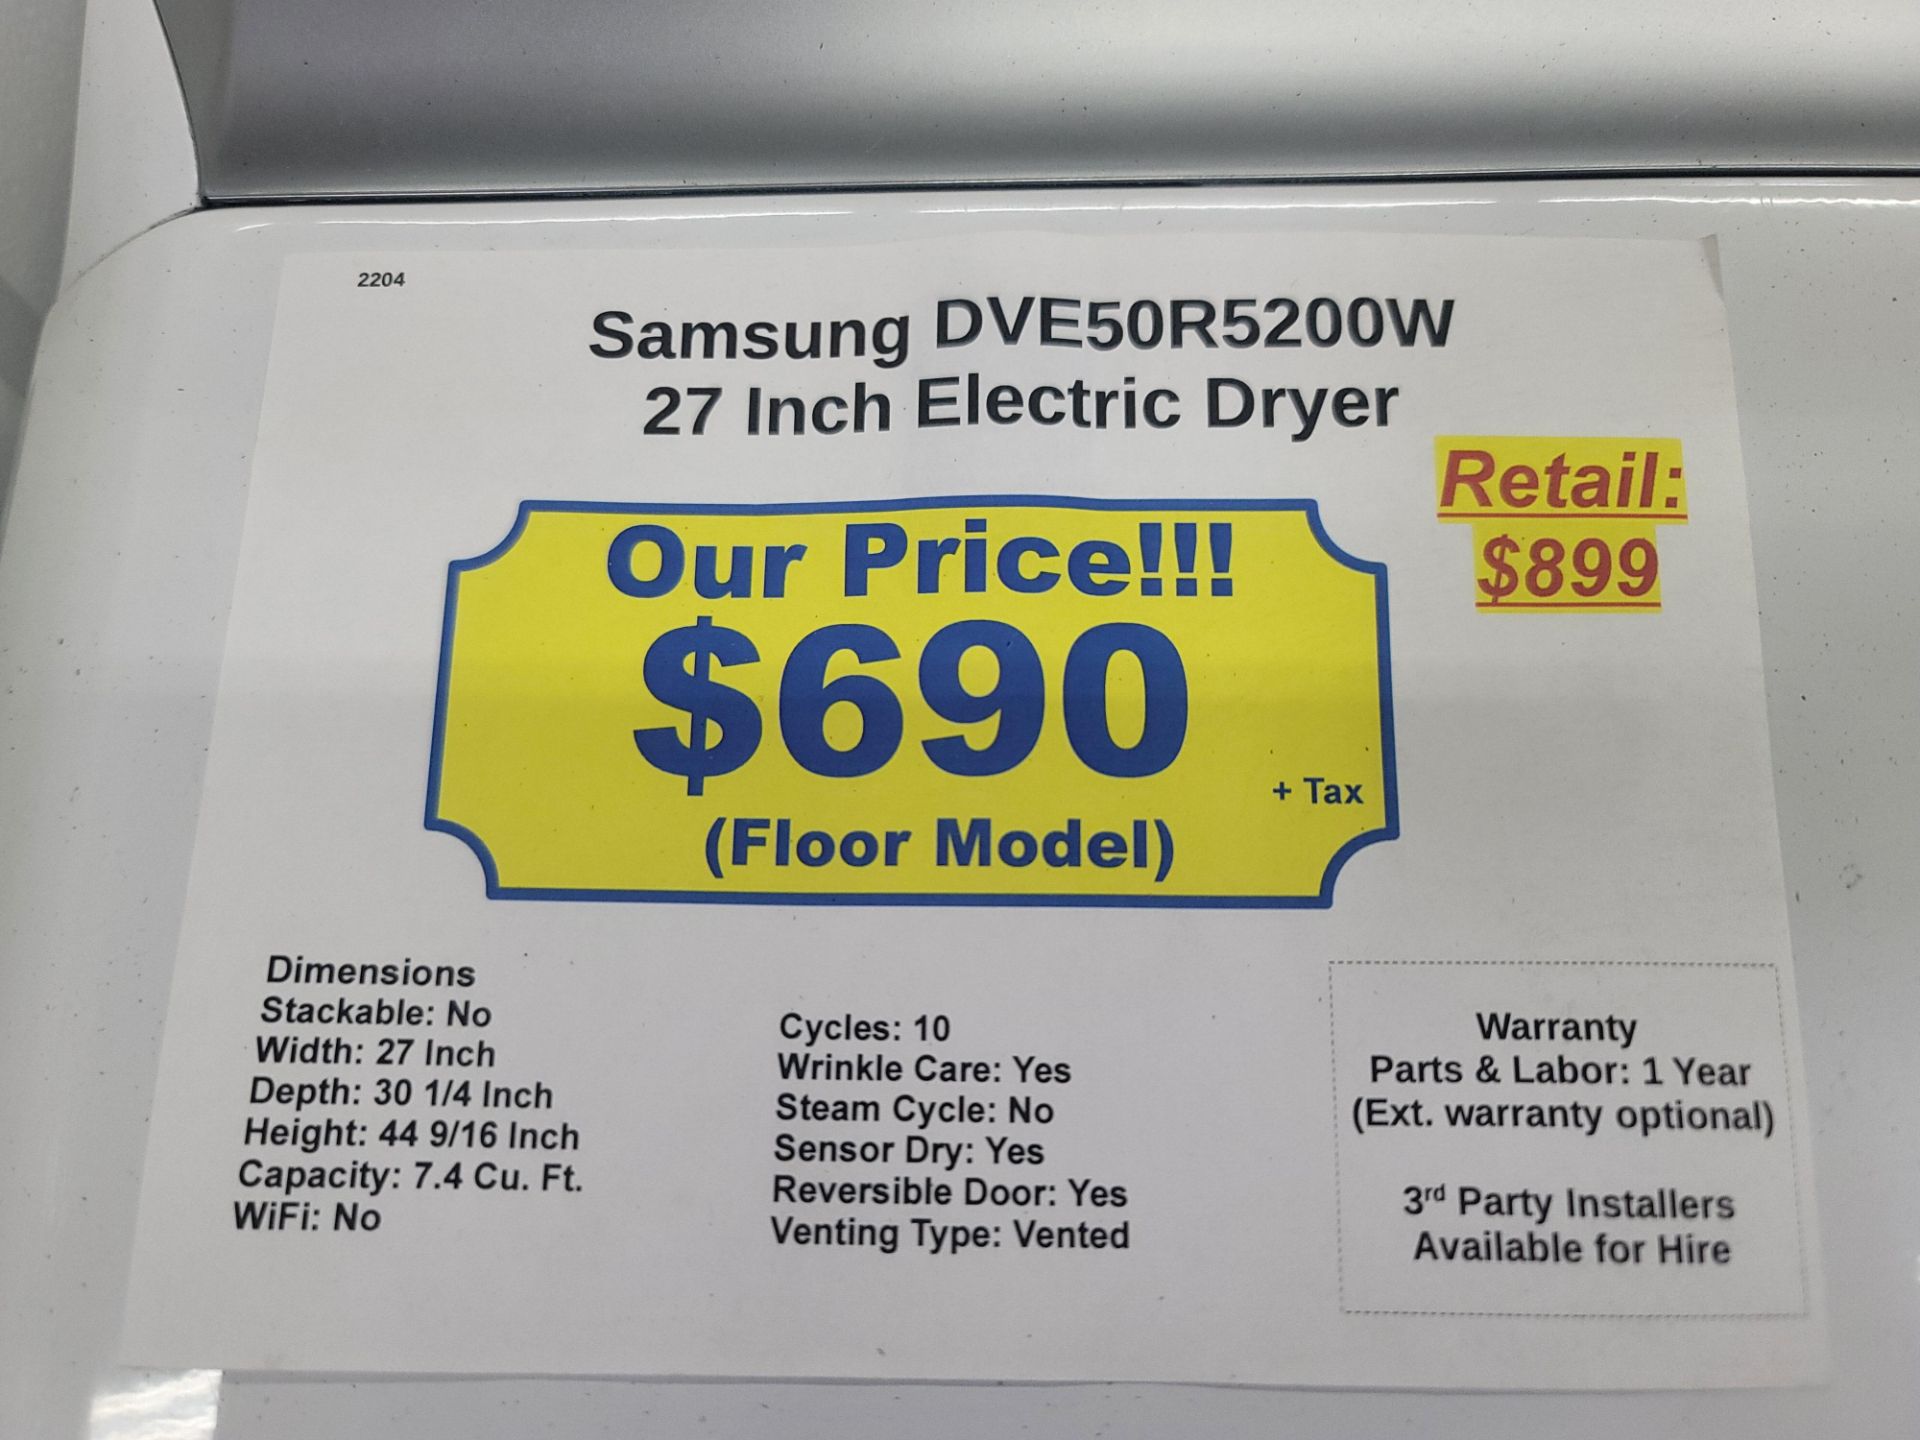 2204
Samsung DVE50R5200W
27 Inch Electric Dryer
Retail:
$899
Our Price!!!
$690
+ Tax
(Floor Model)
Dimensions
Stackable: No
Width: 27 Inch
Depth: 30 1/4 Inch
Height: 44 9/16 Inch
Capacity: 7.4 Cu. Ft.
WiFi: No
Cycles: 10
Wrinkle Care: Yes
Steam Cycle: No
Sensor Dry: Yes
Reversible Door: Yes
Venting Type: Vented
Warranty
Parts & Labor: 1 Year
(Ext. warranty optional)
3rd Party Installers
Available for Hire